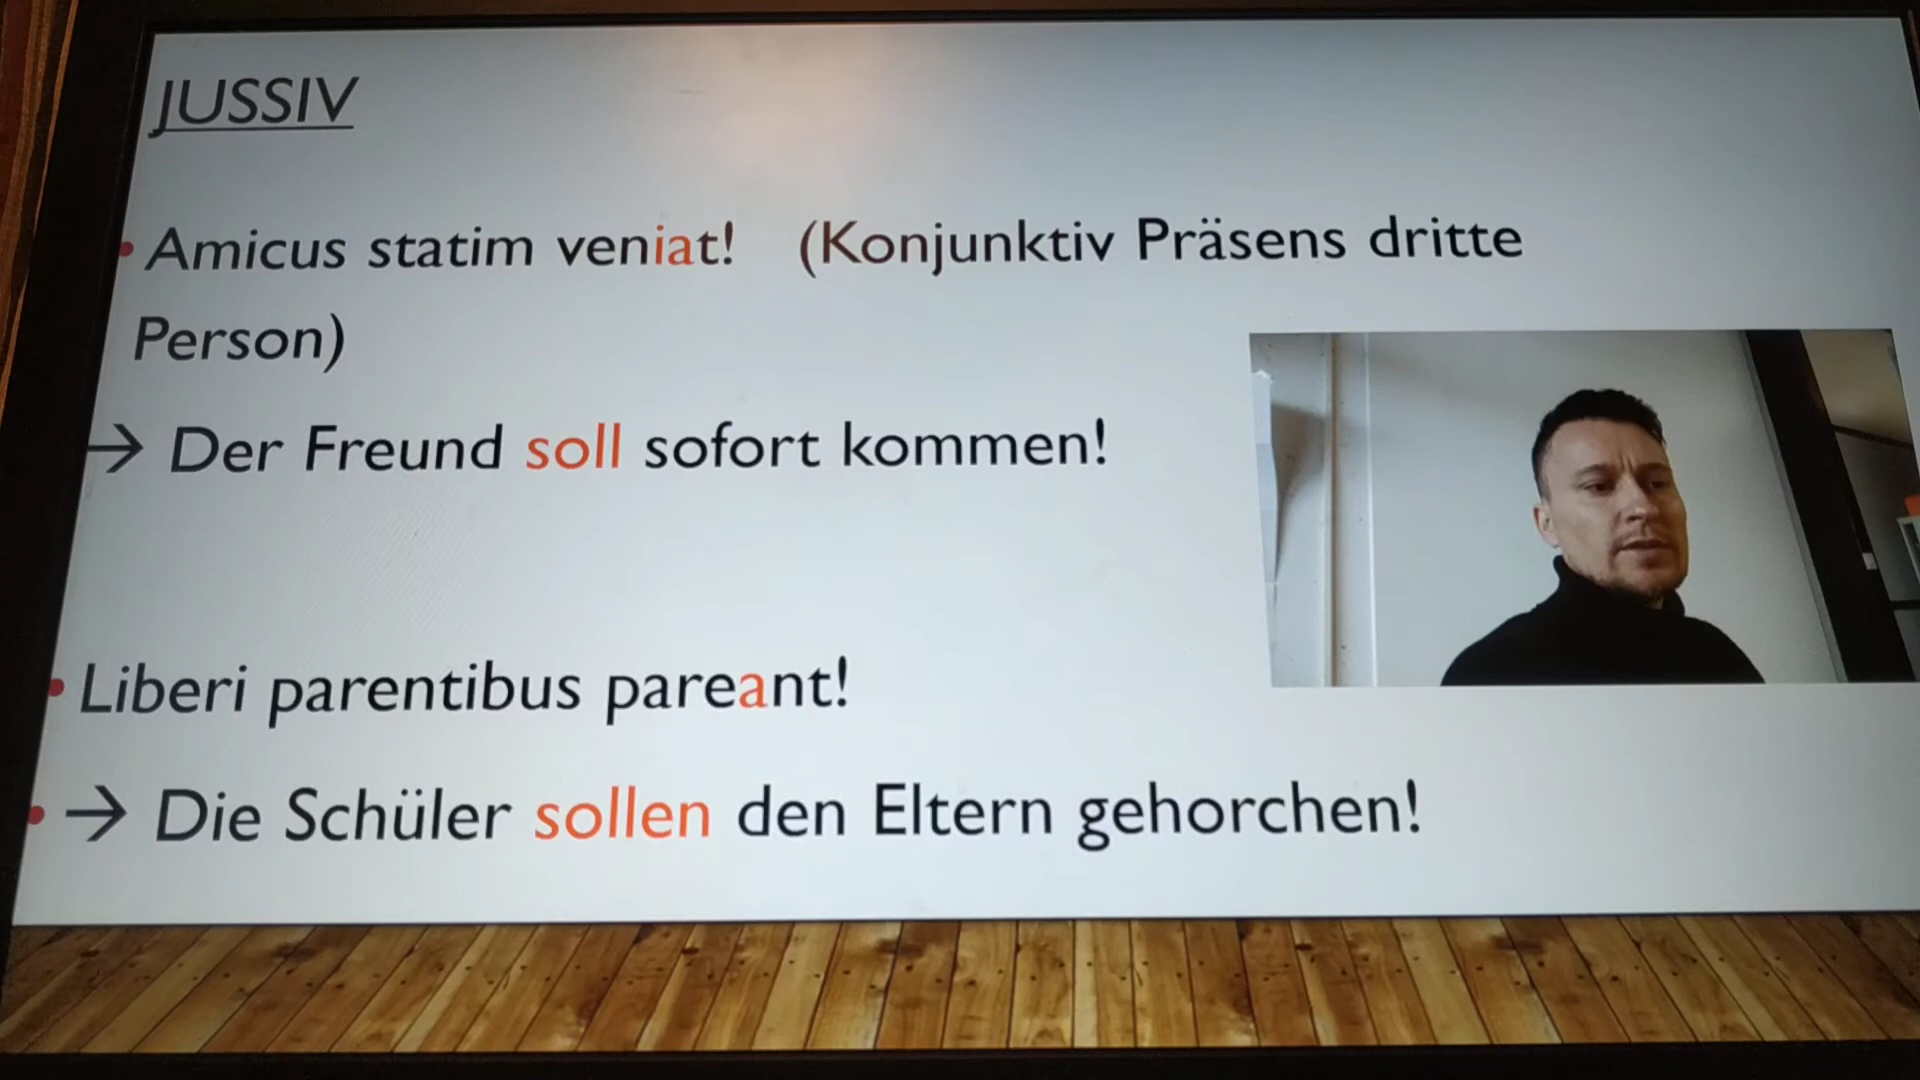 JUSSIV
• Amicus statim veniat! (Konjunktiv Präsens dritte
Person)
→ Der Freund soll sofort kommen!
• Liberi parentibus pareant!
• → Die Schüler sollen den Eltern gehorchen!